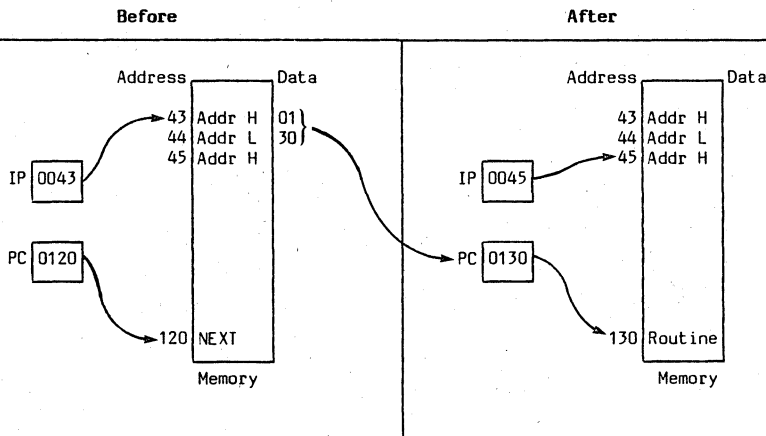 Before
After
Address
Data
43 Addr H 01
44 Addr L 30
45 Addr H
IP 0043
PC 0120
120 NEXT
Memory
Address
Data
43 Addr H
44 Addr L
45 Addr H
IP 0045
PC 0130
130 Routine
Memory